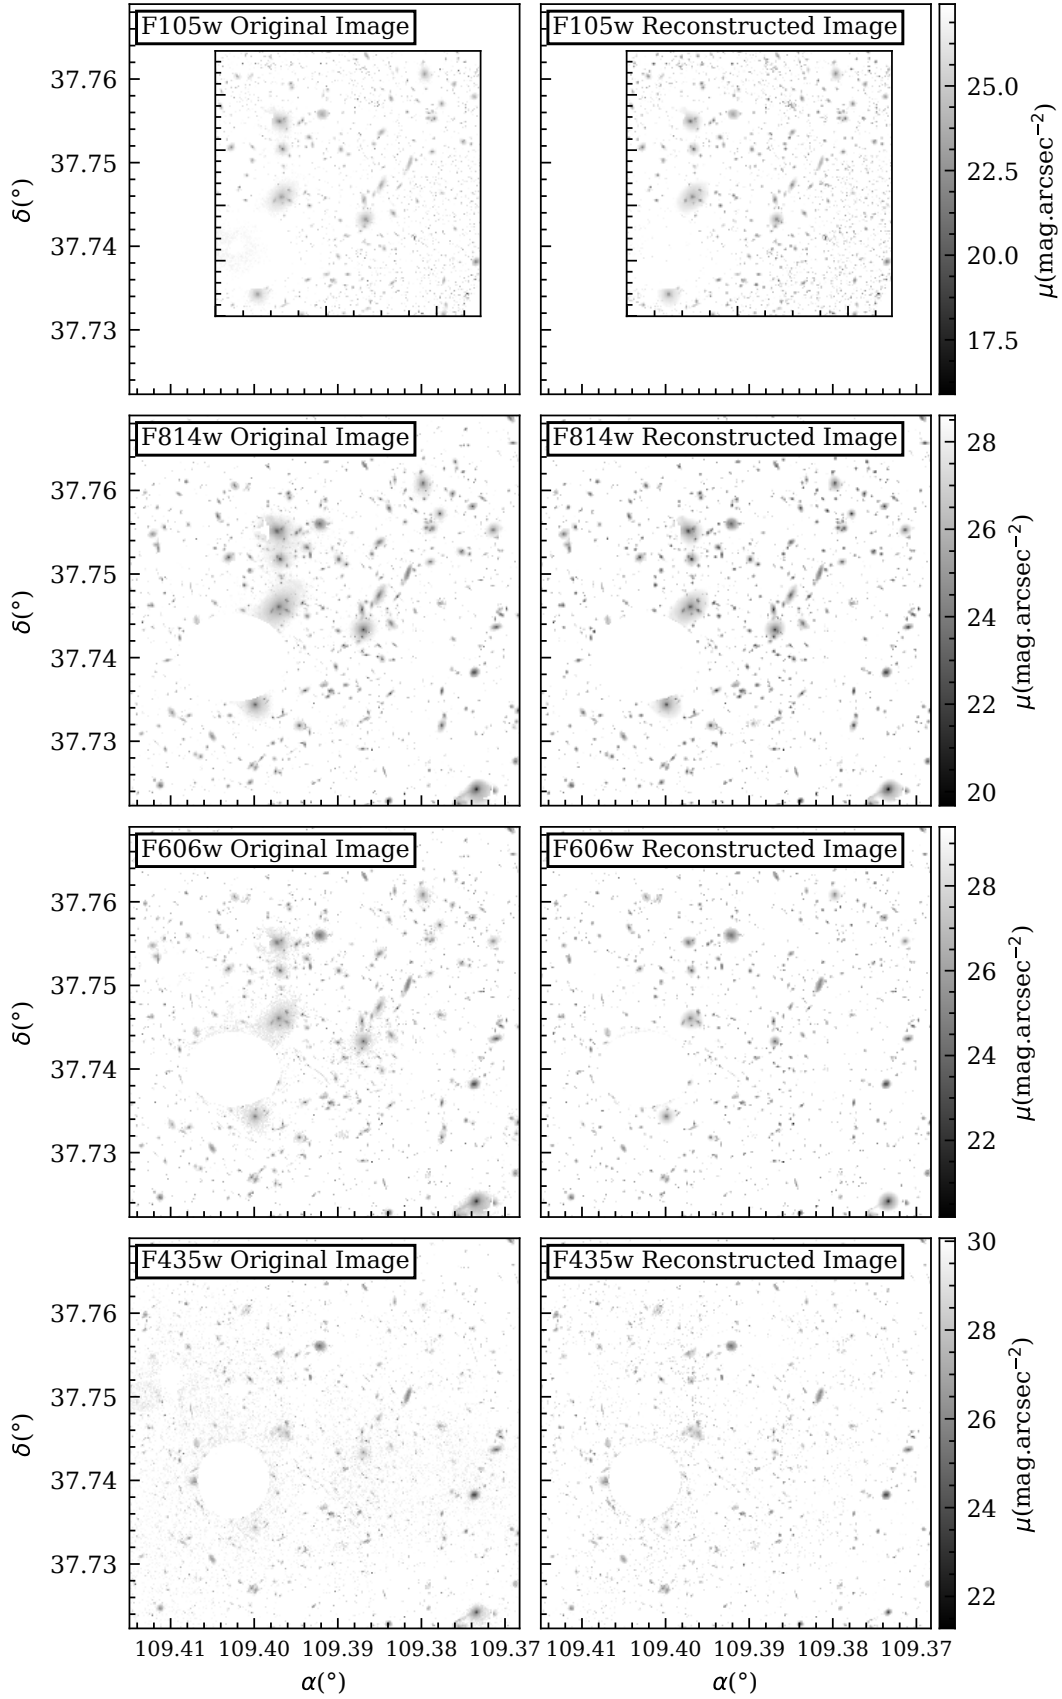 F105w Original Image
F105w Reconstructed Image
37.76
37.75
37.74
37.73
δ(°)
25.0
22.5
20.0
17.5
μ(mag.arcsec⁻²)
F814w Original Image
F814w Reconstructed Image
37.76
37.75
37.74
37.73
δ(°)
28
26
24
22
20
μ(mag.arcsec⁻²)
F606w Original Image
F606w Reconstructed Image
37.76
37.75
37.74
37.73
δ(°)
28
26
24
22
μ(mag.arcsec⁻²)
F435w Original Image
F435w Reconstructed Image
37.76
37.75
37.74
37.73
δ(°)
30
28
26
24
22
μ(mag.arcsec⁻²)
109.41 109.40 109.39 109.38 109.37
109.41 109.40 109.39 109.38 109.37
α(°)
α(°)